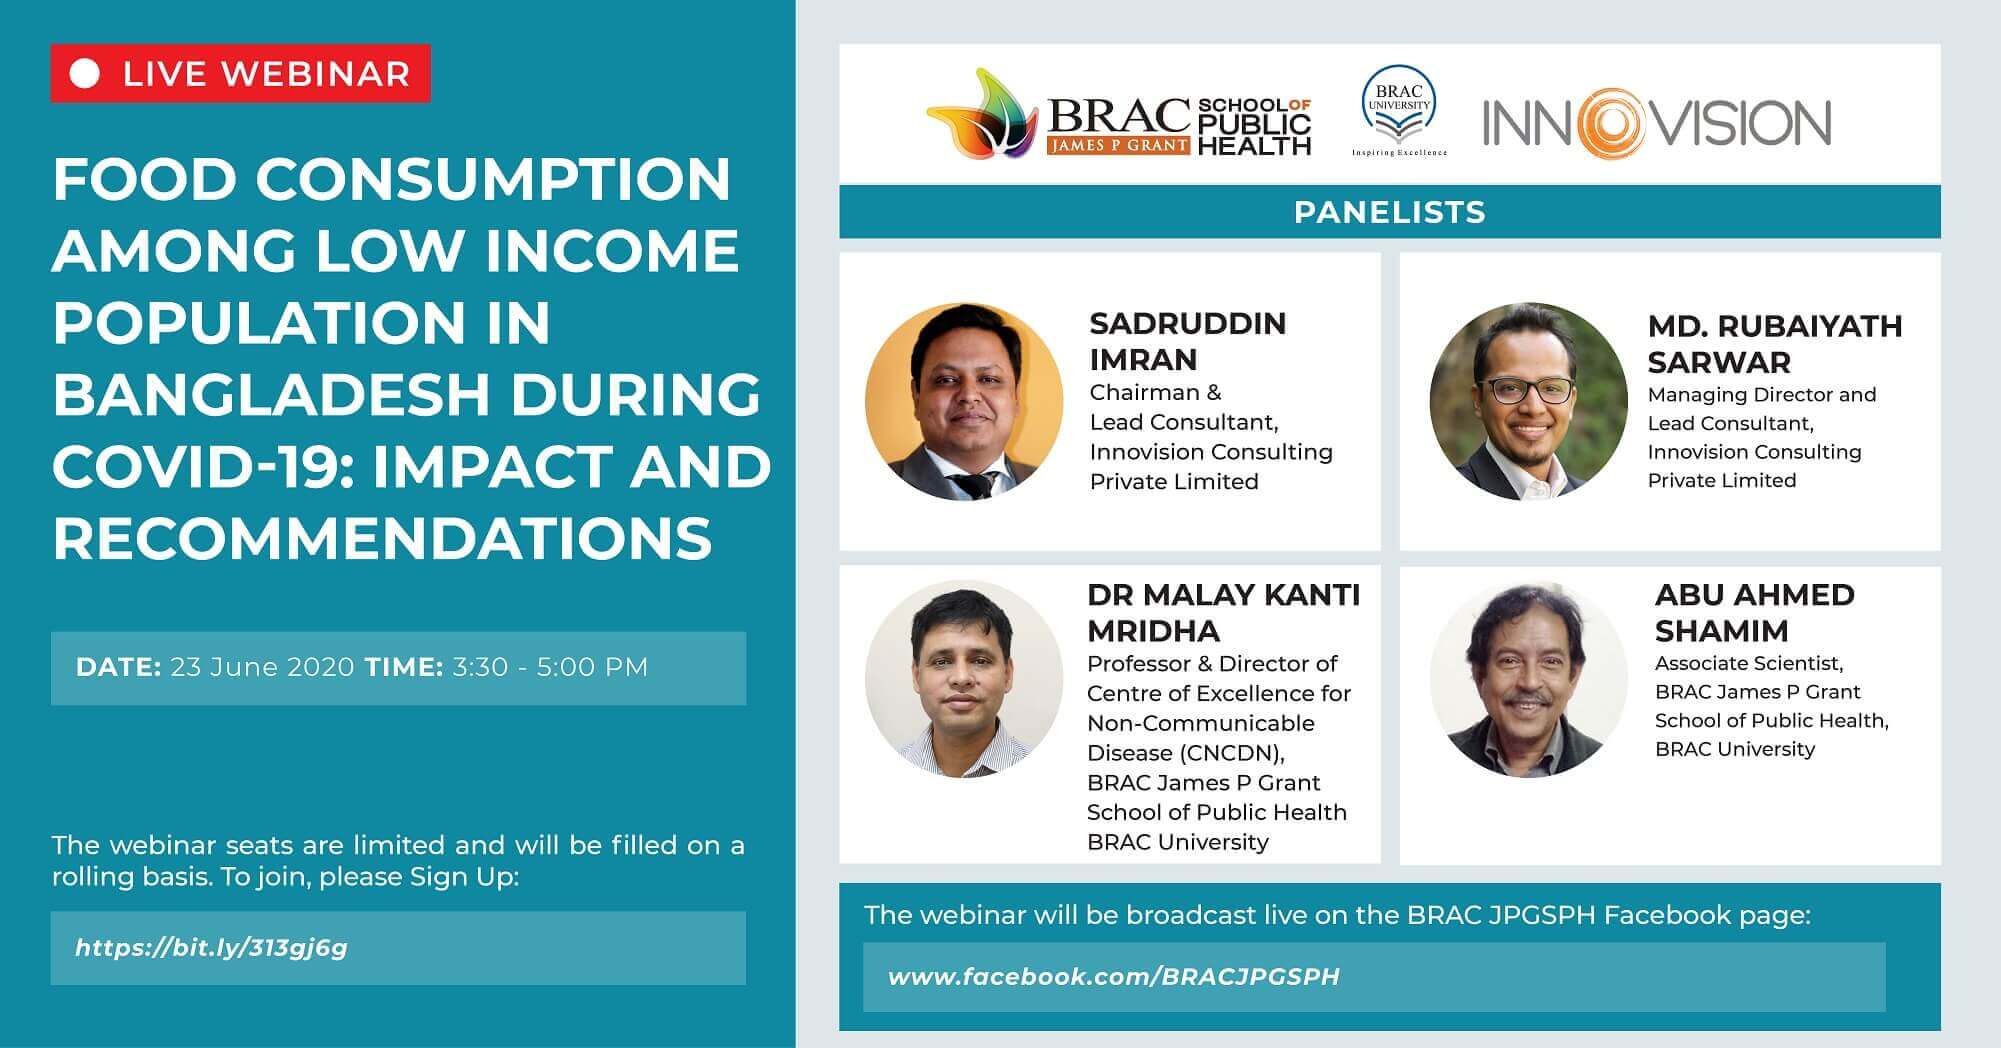 LIVE WEBINAR
FOOD CONSUMPTION
AMONG LOW INCOME
POPULATION IN
BANGLADESH DURING
COVID-19: IMPACT AND
RECOMMENDATIONS
DATE: 23 June 2020 TIME: 3:30 - 5:00 PM
The webinar seats are limited and will be filled on a
rolling basis. To join, please Sign Up:
https://bit.ly/313gj6g
BRAC
JAMES P GRANT
SCHOOL OF
PUBLIC
HEALTH
BRAC
UNIVERSITY
Inspiring Excellence
INNOVISION
PANELISTS
SADRUDDIN
IMRAN
Chairman &
Lead Consultant,
Innovision Consulting
Private Limited
MD. RUBAIYATH
SARWAR
Managing Director and
Lead Consultant,
Innovision Consulting
Private Limited
DR MALAY KANTI
MRIDHA
Professor & Director of
Centre of Excellence for
Non-Communicable
Disease (CNCDN),
BRAC James P Grant
School of Public Health
BRAC University
ABU AHMED
SHAMIM
Associate Scientist,
BRAC James P Grant
School of Public Health,
BRAC University
The webinar will be broadcast live on the BRAC JPGSPH Facebook page:
www.facebook.com/BRACJPGSPH